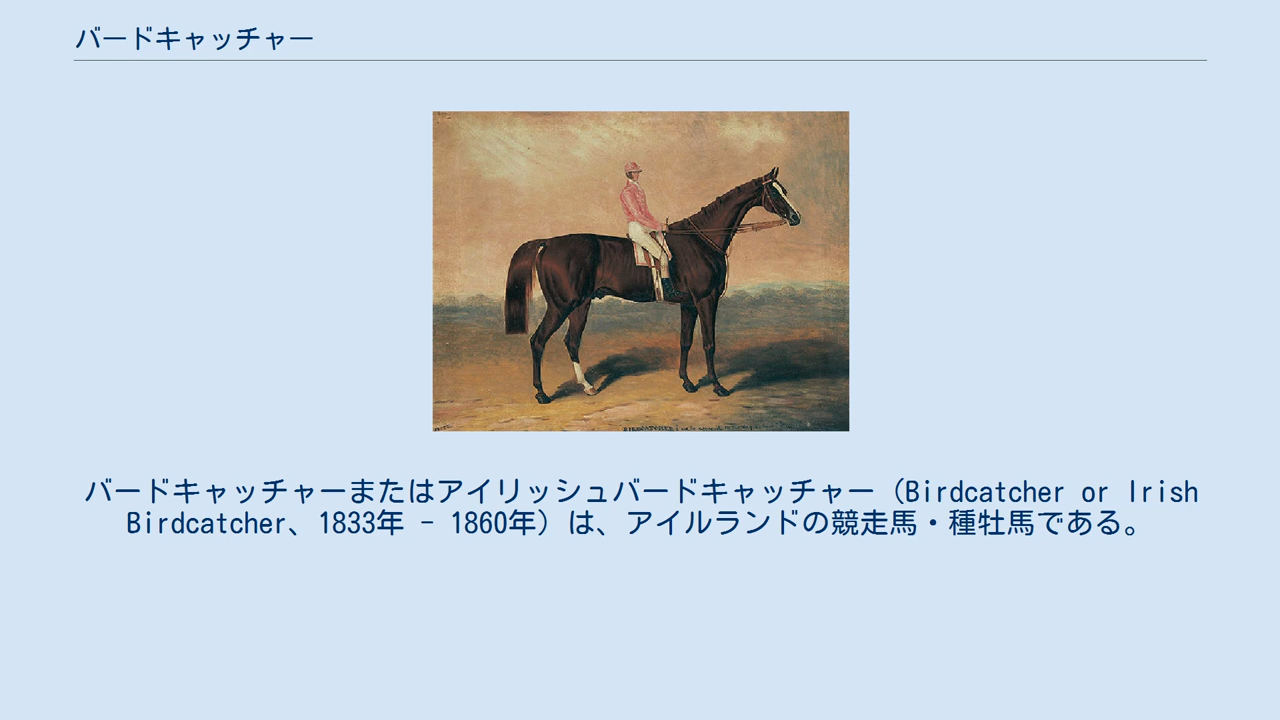 バードキャッチャー
バードキャッチャーまたはアイリッシュバードキャッチャー（Birdcatcher or Irish
Birdcatcher、1833年 - 1860年）は、アイルランドの競走馬・種牡馬である。